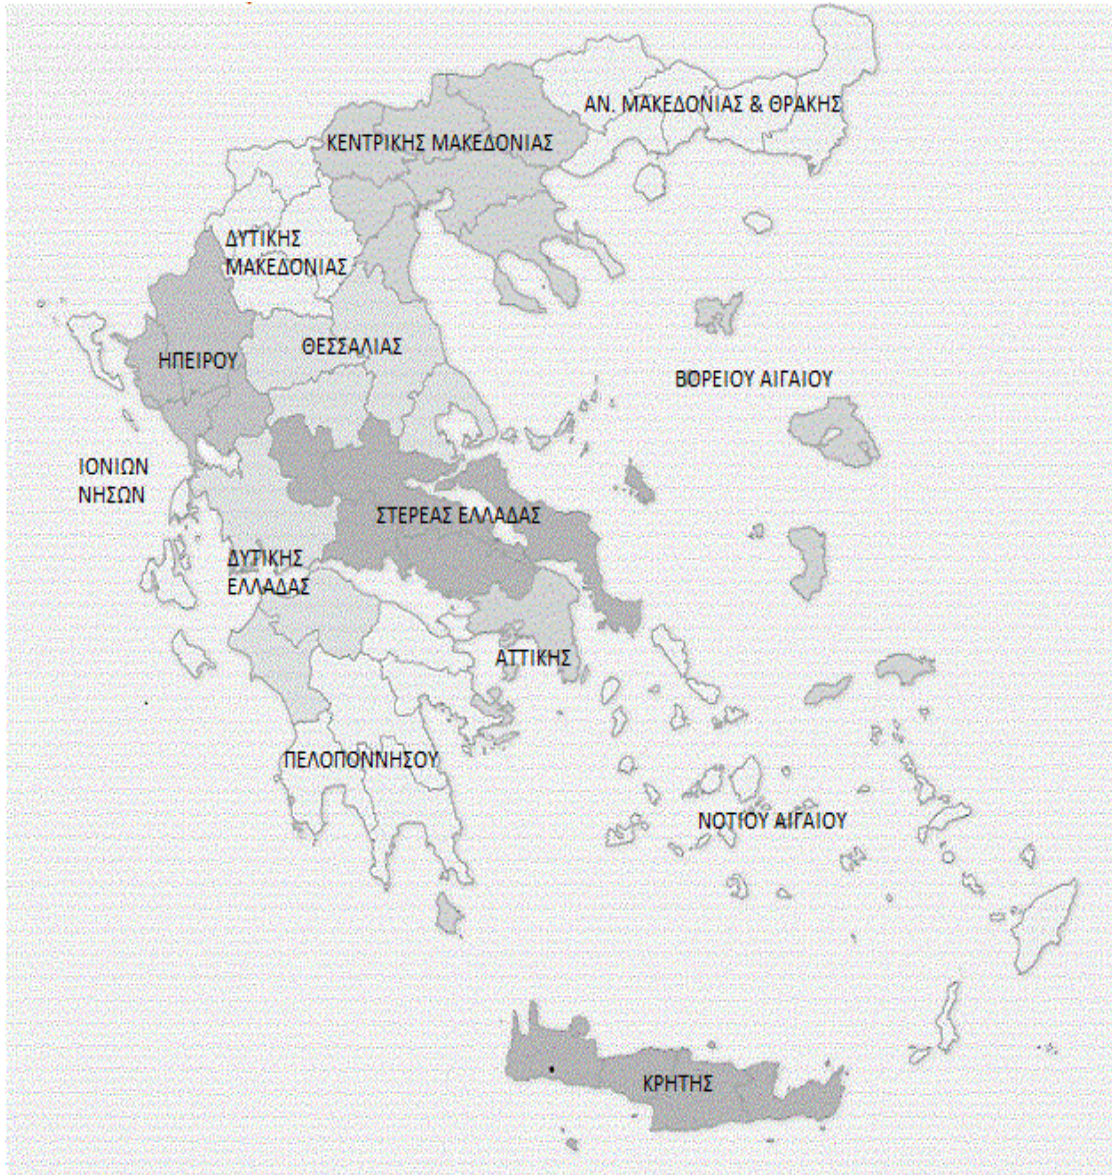 ΑΝ. ΜΑΚΕΔΟΝΙΑΣ & ΘΡΑΚΗΣ
ΚΕΝΤΡΙΚΗΣ ΜΑΚΕΔΟΝΙΑΣ
ΔΥΤΙΚΗΣ
ΜΑΚΕΔΟΝΙΑΣ
ΘΕΣΣΑΛΙΑΣ
ΗΠΕΙΡΟΥ
ΒΟΡΕΙΟΥ ΑΙΓΑΙΟΥ
ΙΟΝΙΩΝ
ΝΗΣΩΝ
ΣΤΕΡΕΑΣ ΕΛΛΑΔΑΣ
ΔΥΤΙΚΗΣ
ΕΛΛΑΔΑΣ
ΑΤΤΙΚΗΣ
ΠΕΛΟΠΟΝΝΗΣΟΥ
ΝΟΤΙΟΥ ΑΙΓΑΙΟΥ
ΚΡΗΤΗΣ